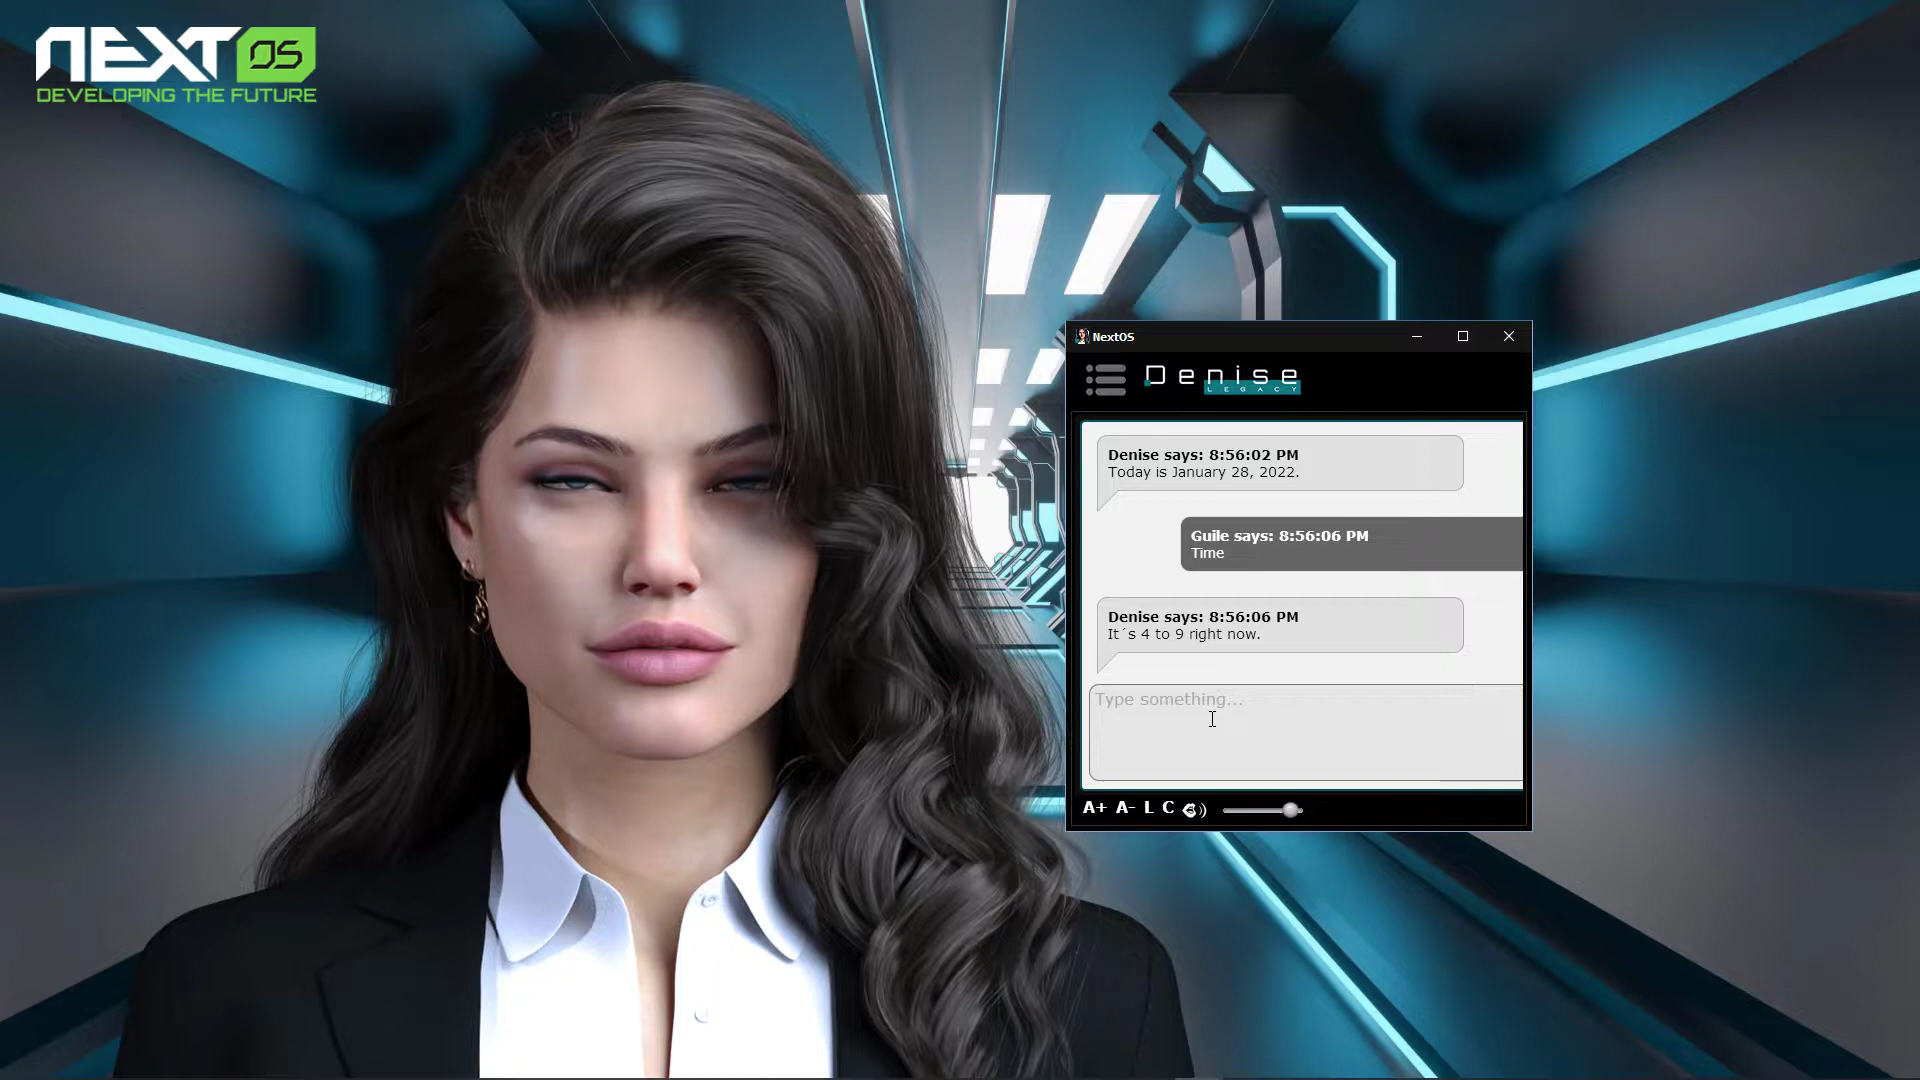 NEXT OS
DEVELOPING THE FUTURE
NextOS
Denise
LEGACY
Denise says: 8:56:02 PM
Today is January 28, 2022.
Guile says: 8:56:06 PM
Time
Denise says: 8:56:06 PM
It´s 4 to 9 right now.
Type something...
A+ A- L C